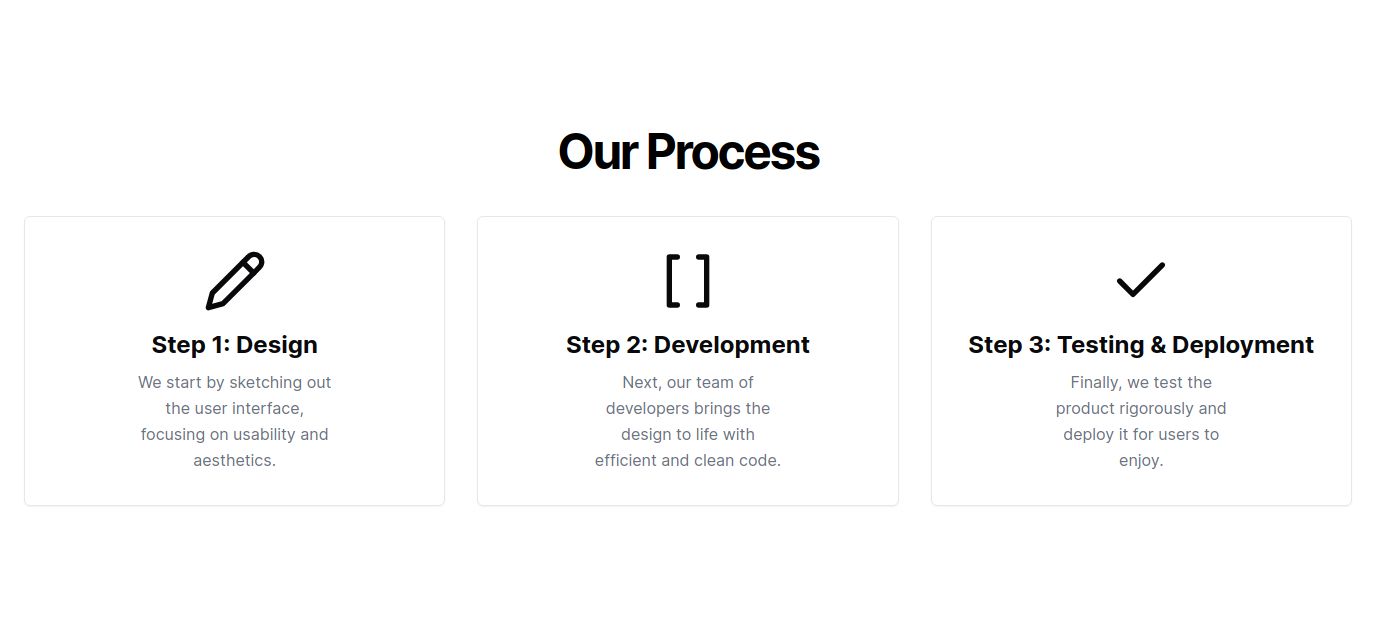 Our Process
Step 1: Design
We start by sketching out
the user interface,
focusing on usability and
aesthetics.
Step 2: Development
Next, our team of
developers brings the
design to life with
efficient and clean code.
Step 3: Testing & Deployment
Finally, we test the
product rigorously and
deploy it for users to
enjoy.